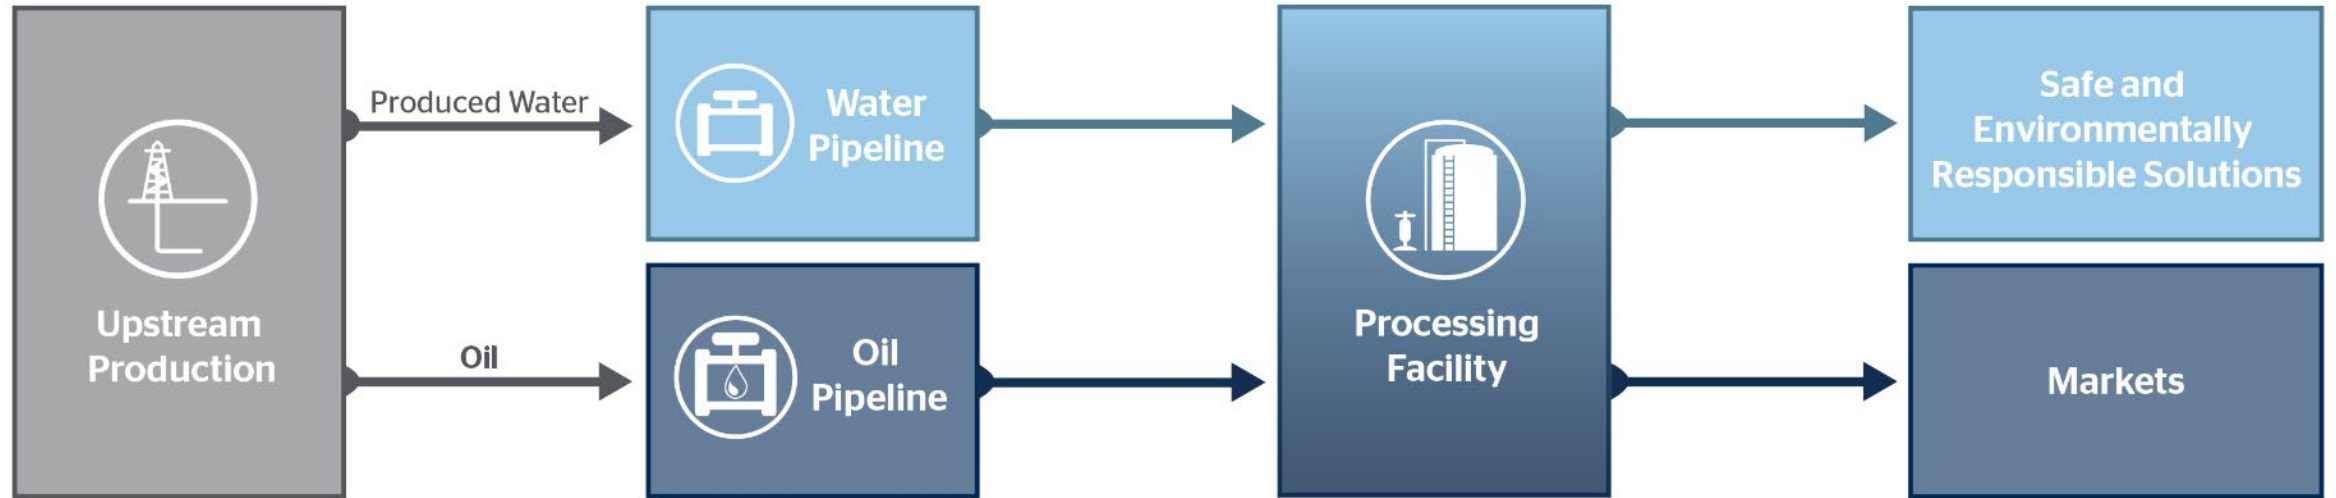 Upstream
Production
Produced Water
Oil
Water
Pipeline
Oil
Pipeline
Processing
Facility
Safe and
Environmentally
Responsible Solutions
Markets